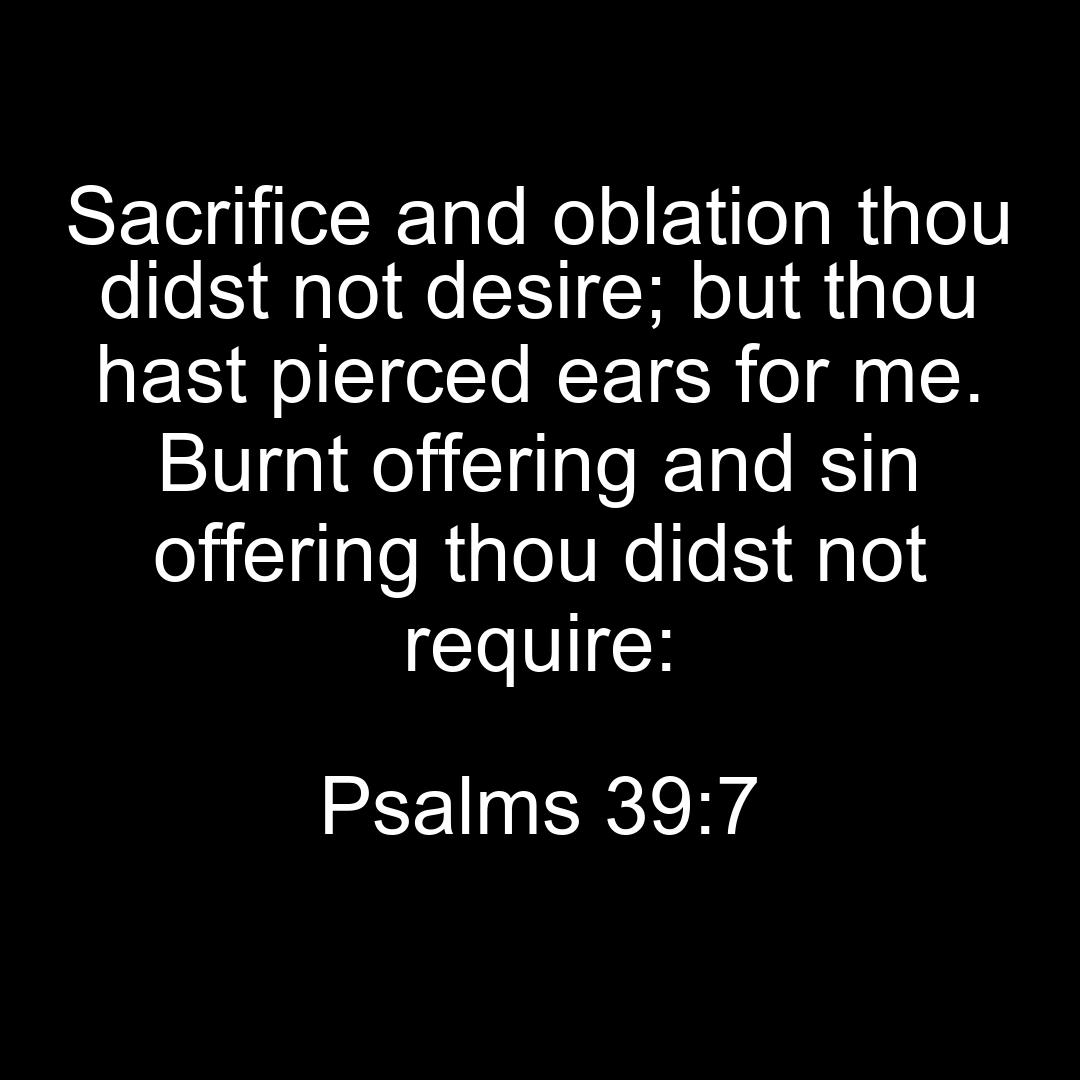 Sacrifice and oblation thou
didst not desire; but thou
hast pierced ears for me.
Burnt offering and sin
offering thou didst not
require:
Psalms 39:7